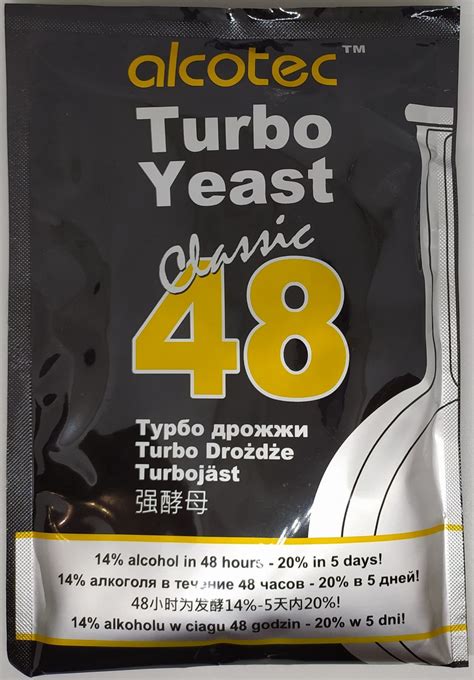 alcotec™
Turbo
Yeast
Classic
48
Турбо дрожжи
Turbo Drożdże
Turbojäst
强酵母
14% alcohol in 48 hours - 20% in 5 days!
14% алкоголя в течение 48 часов - 20% в 5 дней!
48小时为发酵14%-5天内20%!
14% alkoholu w ciagu 48 godzin - 20% w 5 dni!